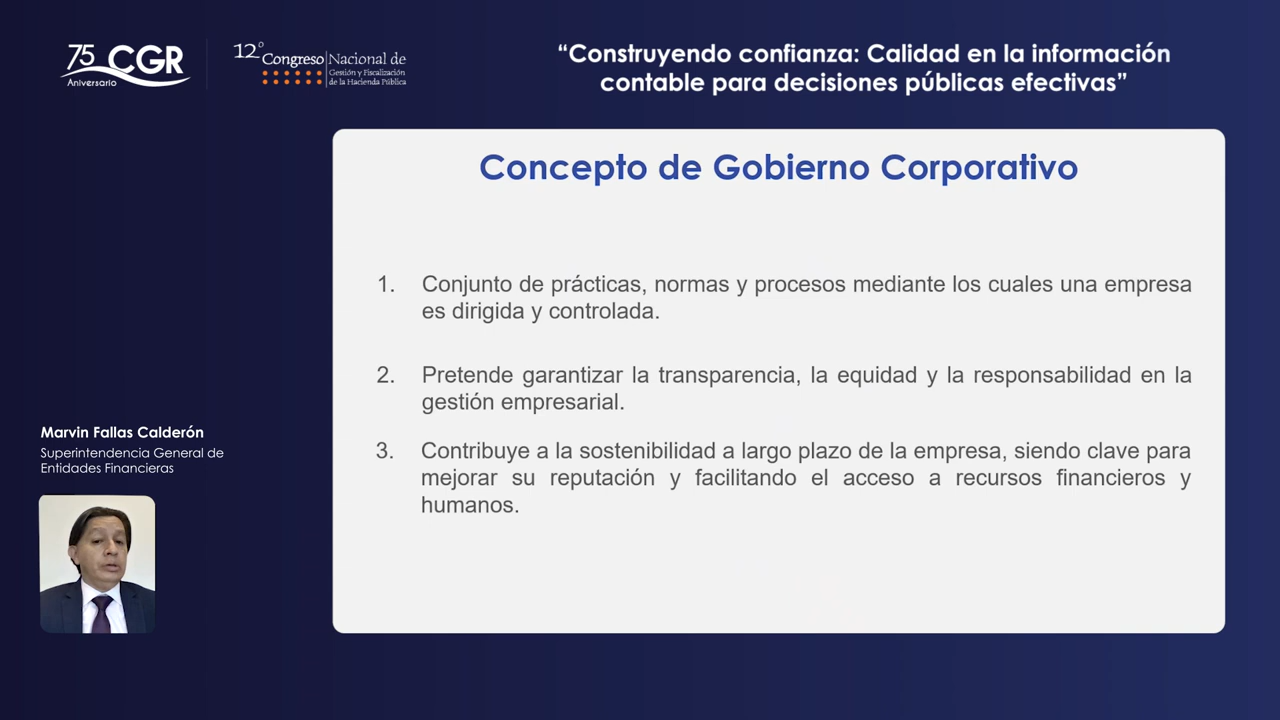 75 CGR
Aniversario
12° Congreso Nacional de
Gestión y Fiscalización
de la Hacienda Pública
“Construyendo confianza: Calidad en la información
contable para decisiones públicas efectivas”
Concepto de Gobierno Corporativo
1. Conjunto de prácticas, normas y procesos mediante los cuales una empresa
es dirigida y controlada.
2. Pretende garantizar la transparencia, la equidad y la responsabilidad en la
gestión empresarial.
3. Contribuye a la sostenibilidad a largo plazo de la empresa, siendo clave para
mejorar su reputación y facilitando el acceso a recursos financieros y
humanos.
Marvin Fallas Calderón
Superintendencia General de
Entidades Financieras